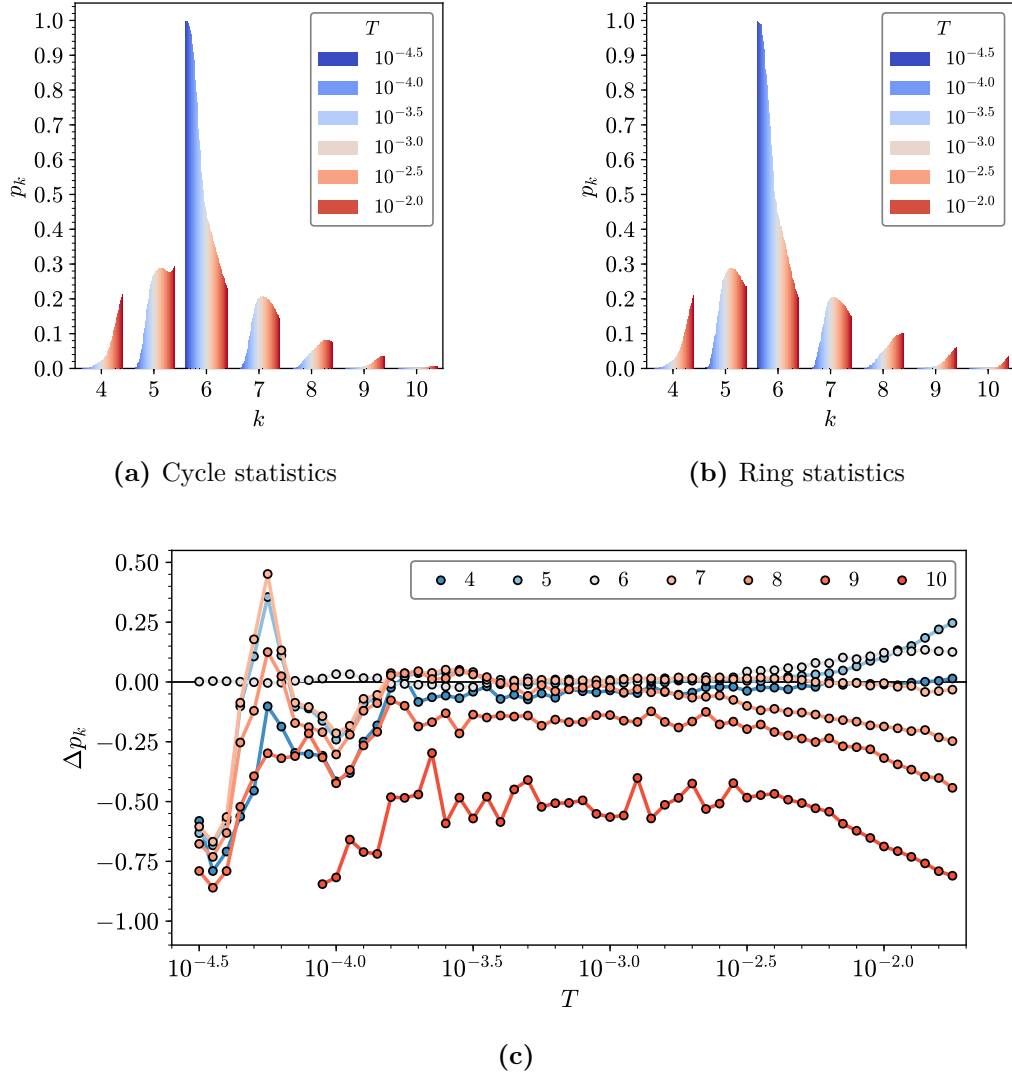 1.0
0.9
0.8
0.7
0.6
0.5
0.4
0.3
0.2
0.1
0.0
p_k
4 5 6 7 8 9 10
k
T
10^{-4.5}
10^{-4.0}
10^{-3.5}
10^{-3.0}
10^{-2.5}
10^{-2.0}
(a) Cycle statistics
1.0
0.9
0.8
0.7
0.6
0.5
0.4
0.3
0.2
0.1
0.0
p_k
4 5 6 7 8 9 10
k
T
10^{-4.5}
10^{-4.0}
10^{-3.5}
10^{-3.0}
10^{-2.5}
10^{-2.0}
(b) Ring statistics
0.50
0.25
0.00
−0.25
−0.50
−0.75
−1.00
Δp_k
4 5 6 7 8 9 10
10^{-4.5} 10^{-4.0} 10^{-3.5} 10^{-3.0} 10^{-2.5} 10^{-2.0}
T
(c)